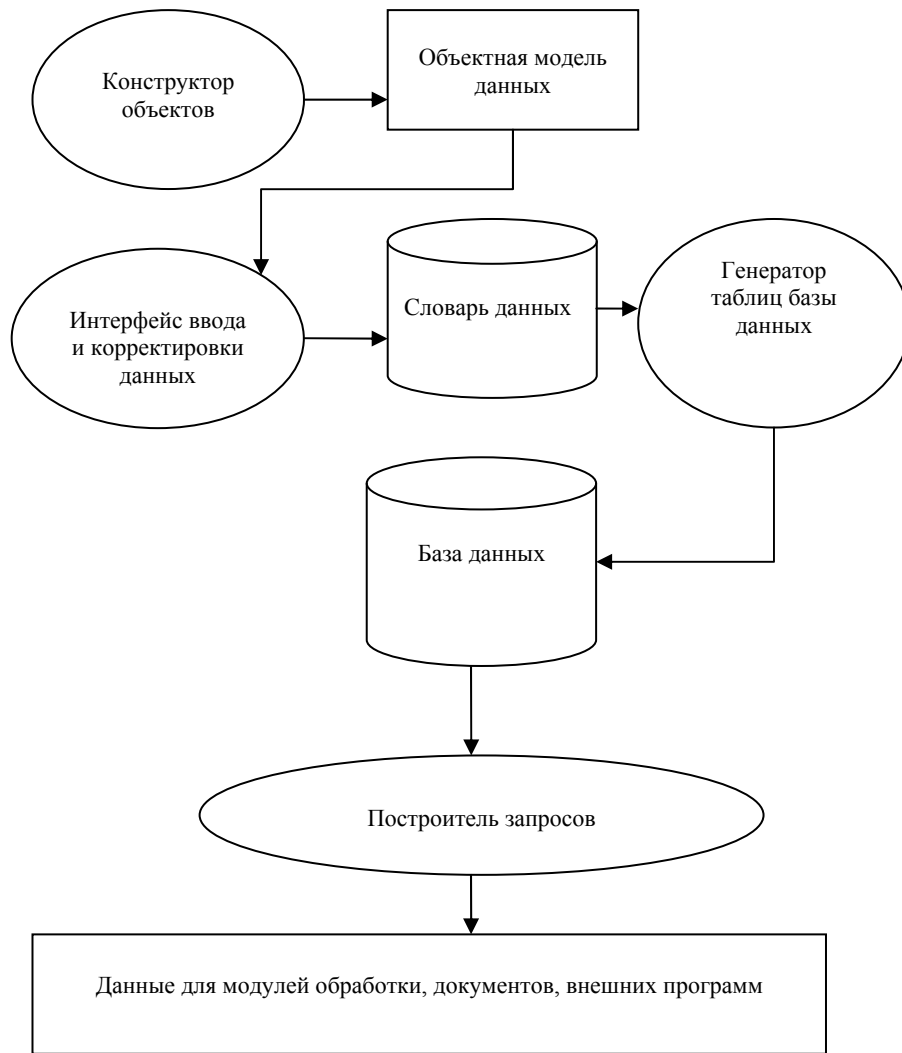 Конструктор
объектов
Объектная модель
данных
Интерфейс ввода
и корректировки
данных
Словарь данных
Генератор
таблиц базы
данных
База данных
Построитель запросов
Данные для модулей обработки, документов, внешних программ